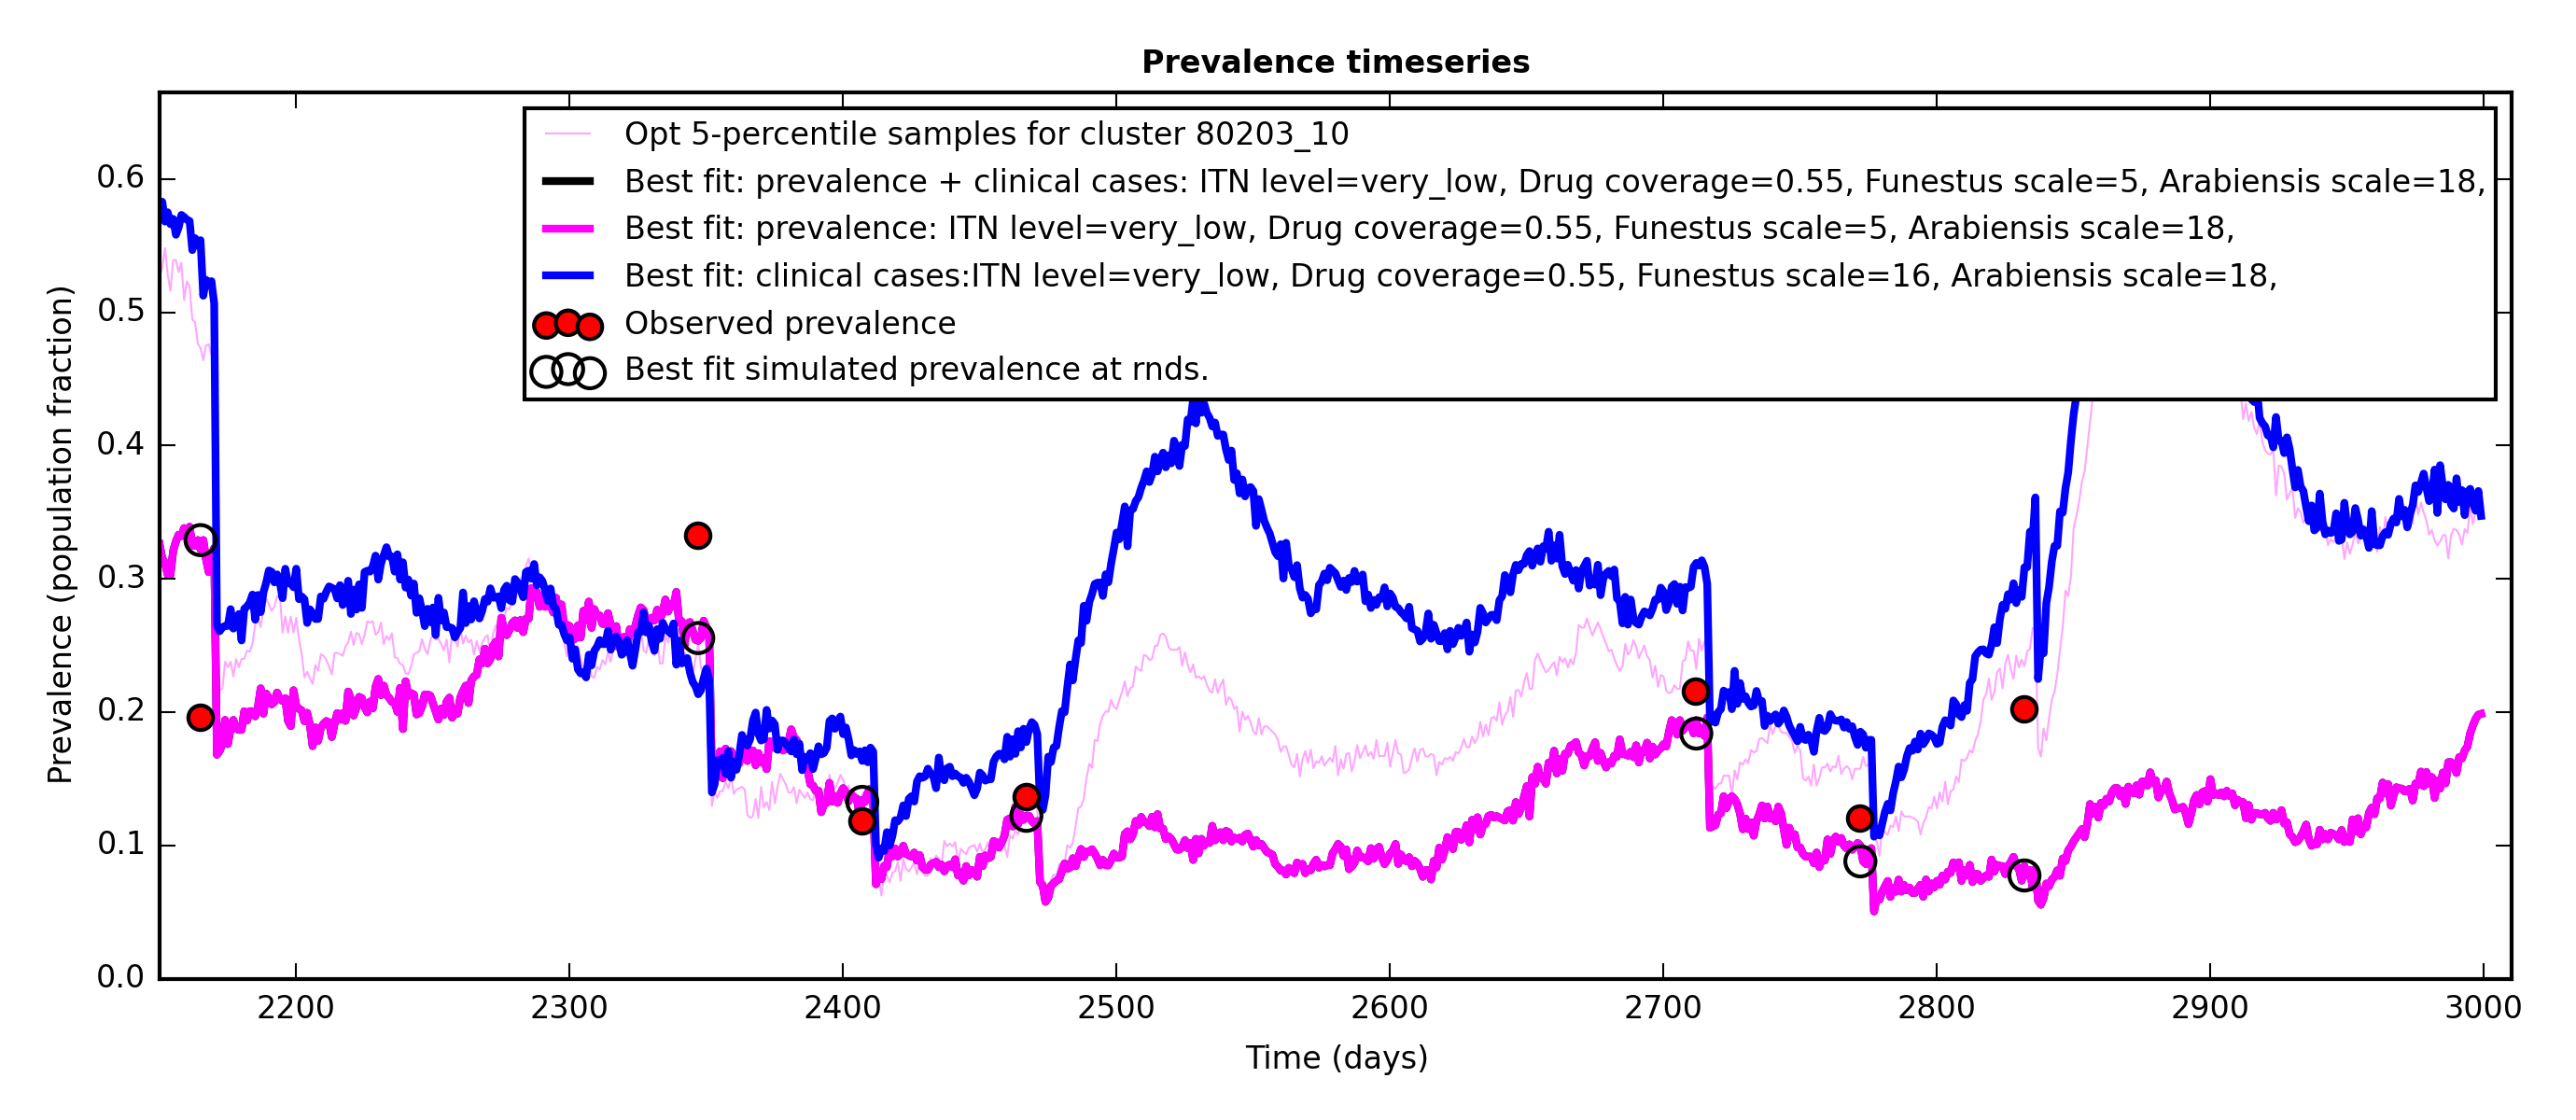 Prevalence timeseries
Opt 5-percentile samples for cluster 80203_10
Best fit: prevalence + clinical cases: ITN level=very_low, Drug coverage=0.55, Funestus scale=5, Arabiensis scale=18,
Best fit: prevalence: ITN level=very_low, Drug coverage=0.55, Funestus scale=5, Arabiensis scale=18,
Best fit: clinical cases:ITN level=very_low, Drug coverage=0.55, Funestus scale=16, Arabiensis scale=18,
Observed prevalence
Best fit simulated prevalence at rnds.
Prevalence (population fraction)
0.6
0.5
0.4
0.3
0.2
0.1
0.0
2200 2300 2400 2500 2600 2700 2800 2900 3000
Time (days)